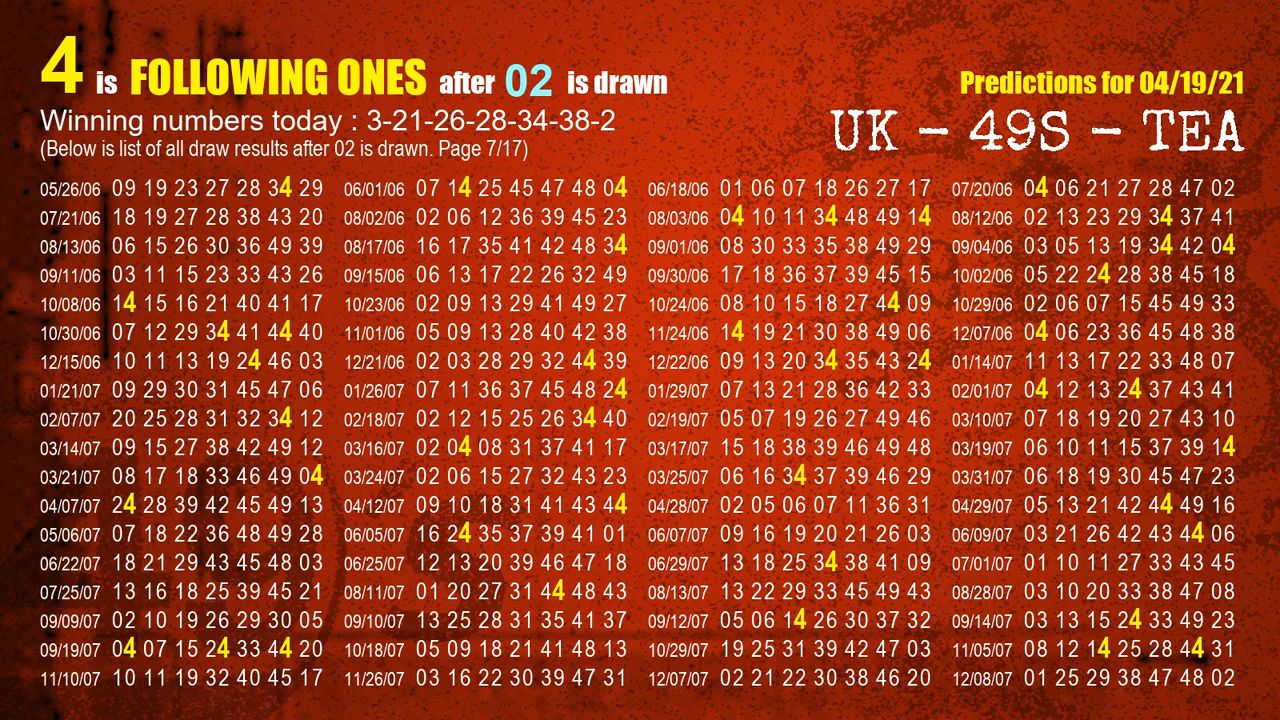 4 is FOLLOWING ONES after 02 is drawn
Predictions for 04/19/21
Winning numbers today : 3-21-26-28-34-38-2
UK - 49S - TEA
(Below is list of all draw results after 02 is drawn. Page 7/17)
05/26/06 09 19 23 27 28 34 29 06/01/06 07 14 25 45 47 48 04 06/18/06 01 06 07 18 26 27 17 07/20/06 04 06 21 27 28 47 02
07/21/06 18 19 27 28 38 43 20 08/02/06 02 06 12 36 39 45 23 08/03/06 04 10 11 34 48 49 14 08/12/06 02 13 23 29 34 37 41
08/13/06 06 15 26 30 36 49 39 08/17/06 16 17 35 41 42 48 34 09/01/06 08 30 33 35 38 49 29 09/04/06 03 05 13 19 34 42 04
09/11/06 03 11 15 23 33 43 26 09/15/06 06 13 17 22 26 32 49 09/30/06 17 18 36 37 39 45 15 10/02/06 05 22 24 28 38 45 18
10/08/06 14 15 16 21 40 41 17 10/23/06 02 09 13 29 41 49 27 10/24/06 08 10 15 18 27 44 09 10/29/06 02 06 07 15 45 49 33
10/30/06 07 12 29 34 41 44 40 11/01/06 05 09 13 28 40 42 38 11/24/06 14 19 21 30 38 49 06 12/07/06 04 06 23 36 45 48 38
12/15/06 10 11 13 19 24 46 03 12/21/06 02 03 28 29 32 44 39 12/22/06 09 13 20 34 35 43 24 01/14/07 11 13 17 22 33 48 07
01/21/07 09 29 30 31 45 47 06 01/26/07 07 11 36 37 45 48 24 01/29/07 07 13 21 28 36 42 33 02/01/07 04 12 13 24 37 43 41
02/07/07 20 25 28 31 32 34 12 02/18/07 02 12 15 25 26 34 40 02/19/07 05 07 19 26 27 49 46 03/10/07 07 18 19 20 27 43 10
03/14/07 09 15 27 38 42 49 12 03/16/07 02 04 08 31 37 41 17 03/17/07 15 18 38 39 46 49 48 03/19/07 06 10 11 15 37 39 14
03/21/07 08 17 18 33 46 49 04 03/24/07 02 06 15 27 32 43 23 03/25/07 06 16 34 37 39 46 29 03/31/07 06 18 19 30 45 47 23
04/07/07 24 28 39 42 45 49 13 04/12/07 09 10 18 31 41 43 44 04/28/07 02 05 06 07 11 36 31 04/29/07 05 13 21 42 44 49 16
05/06/07 07 18 22 36 48 49 28 06/05/07 16 24 35 37 39 41 01 06/07/07 09 16 19 20 21 26 03 06/09/07 03 21 26 42 43 44 06
06/22/07 18 21 29 43 45 48 03 06/25/07 12 13 20 39 46 47 18 06/29/07 13 18 25 34 38 41 09 07/01/07 01 10 11 27 33 43 45
07/25/07 13 16 18 25 39 45 21 08/11/07 01 20 27 31 44 48 43 08/13/07 13 22 29 33 45 49 43 08/28/07 03 10 20 33 38 47 08
09/09/07 02 10 19 26 29 30 05 09/10/07 13 25 28 31 35 41 37 09/12/07 05 06 14 26 30 37 32 09/14/07 03 13 15 24 33 49 23
09/19/07 04 07 15 24 33 44 20 10/18/07 05 09 18 21 41 48 13 10/29/07 19 25 31 39 42 47 03 11/05/07 08 12 14 25 28 44 31
11/10/07 10 11 19 32 40 45 17 11/26/07 03 16 22 30 39 47 31 12/07/07 02 21 22 30 38 46 20 12/08/07 01 25 29 38 47 48 02